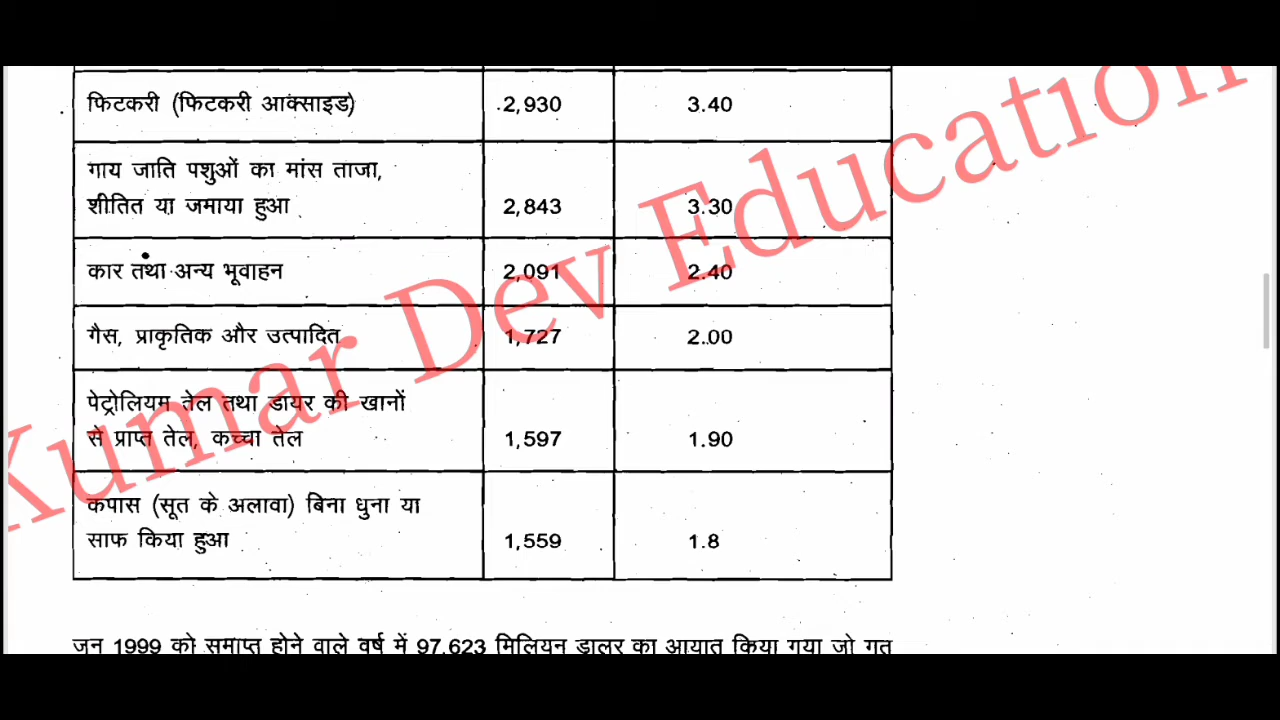 फिटकरी (फिटकरी आक्साइड) 2,930 3.40
गाय जाति पशुओं का मांस ताजा,
शीतित या जमाया हुआ 2,843 3.30
कार तथा अन्य भूवाहन 2,091 2.40
गैस, प्राकृतिक और उत्पादित 1,727 2.00
पेट्रोलियम तेल तथा डायर की खानों
से प्राप्त तेल, कच्चा तेल 1,597 1.90
कपास (सूत के अलावा) बिना धुना या
साफ किया हुआ 1,559 1.8
जून 1999 को समाप्त होने वाले वर्ष में 97,623 मिलियन डालर का आयात किया गया जो गत
Kumar Dev Education